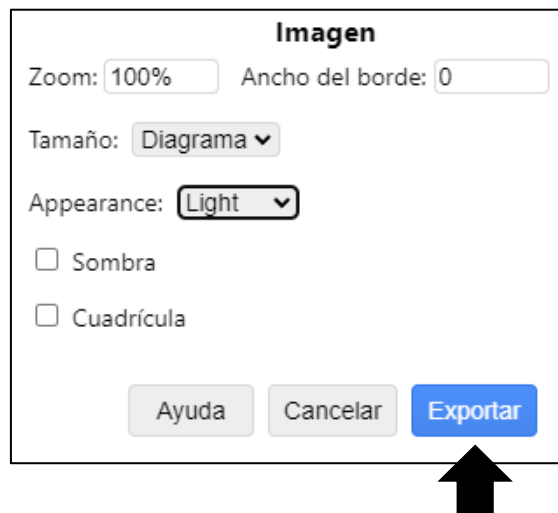 Imagen
Zoom: 100% Ancho del borde: 0
Tamaño: Diagrama
Appearance: Light
Sombra
Cuadrícula
Ayuda Cancelar Exportar